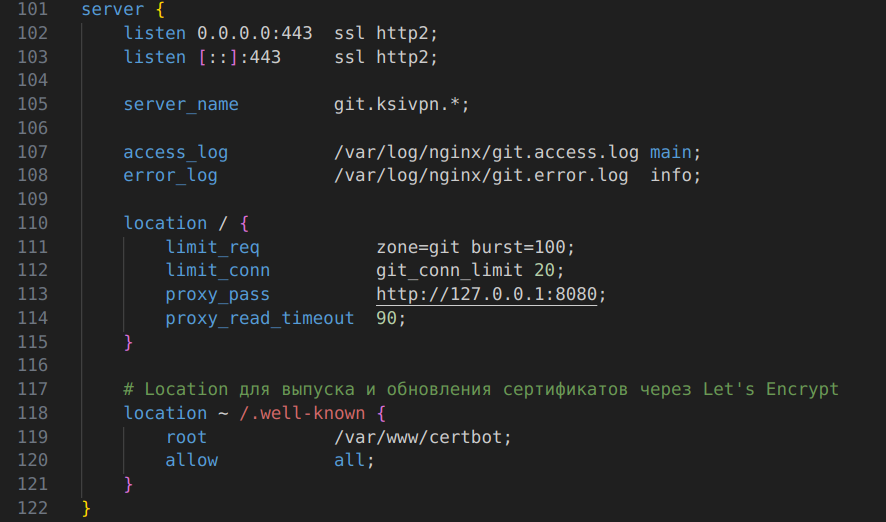 101 server {
102     listen 0.0.0.0:443  ssl http2;
103     listen [::]:443     ssl http2;
104
105     server_name         git.ksivpn.*;
106
107     access_log          /var/log/nginx/git.access.log main;
108     error_log           /var/log/nginx/git.error.log  info;
109
110     location / {
111         limit_req           zone=git burst=100;
112         limit_conn          git_conn_limit 20;
113         proxy_pass          http://127.0.0.1:8080;
114         proxy_read_timeout  90;
115     }
116
117     # Location для выпуска и обновления сертификатов через Let's Encrypt
118     location ~ /.well-known {
119         root            /var/www/certbot;
120         allow           all;
121     }
122 }